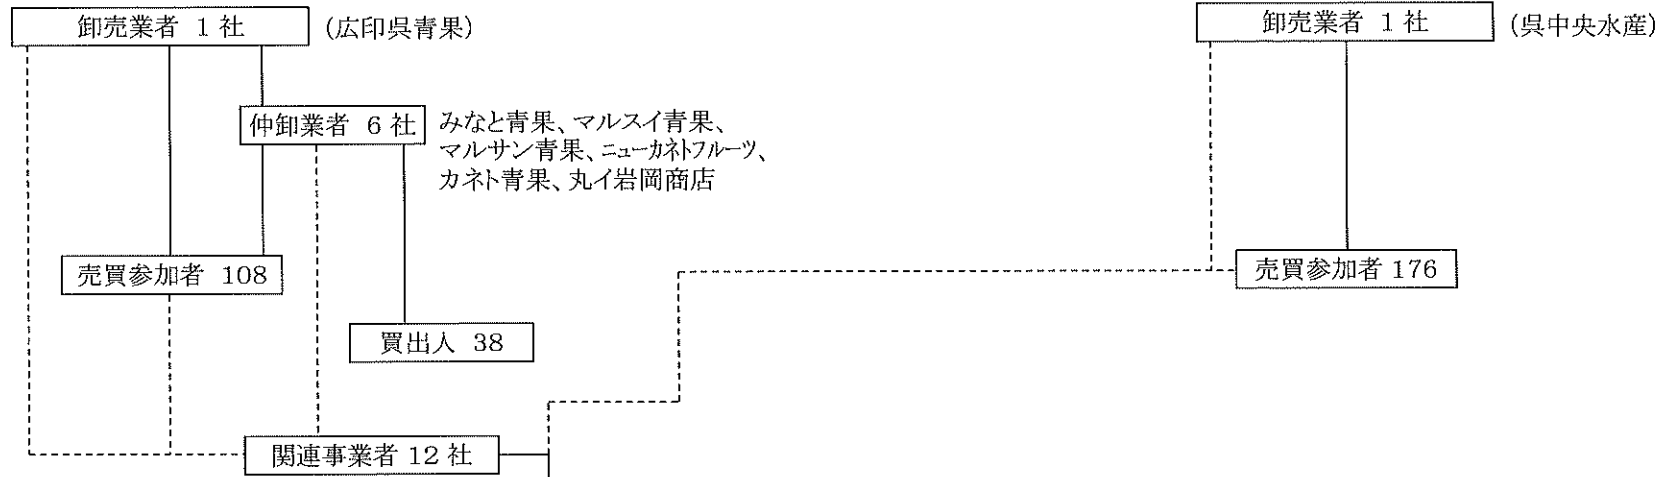 卸売業者 1 社 (広印県青果)
卸売業者 1 社 (呉中央水産)
仲卸業者 6 社 みなと青果、マルスイ青果、
マルサン青果、ニューカネトフルーツ、
カネト青果、丸イ岩岡商店
売買参加者 108
売買参加者 176
買出人 38
関連事業者 12 社